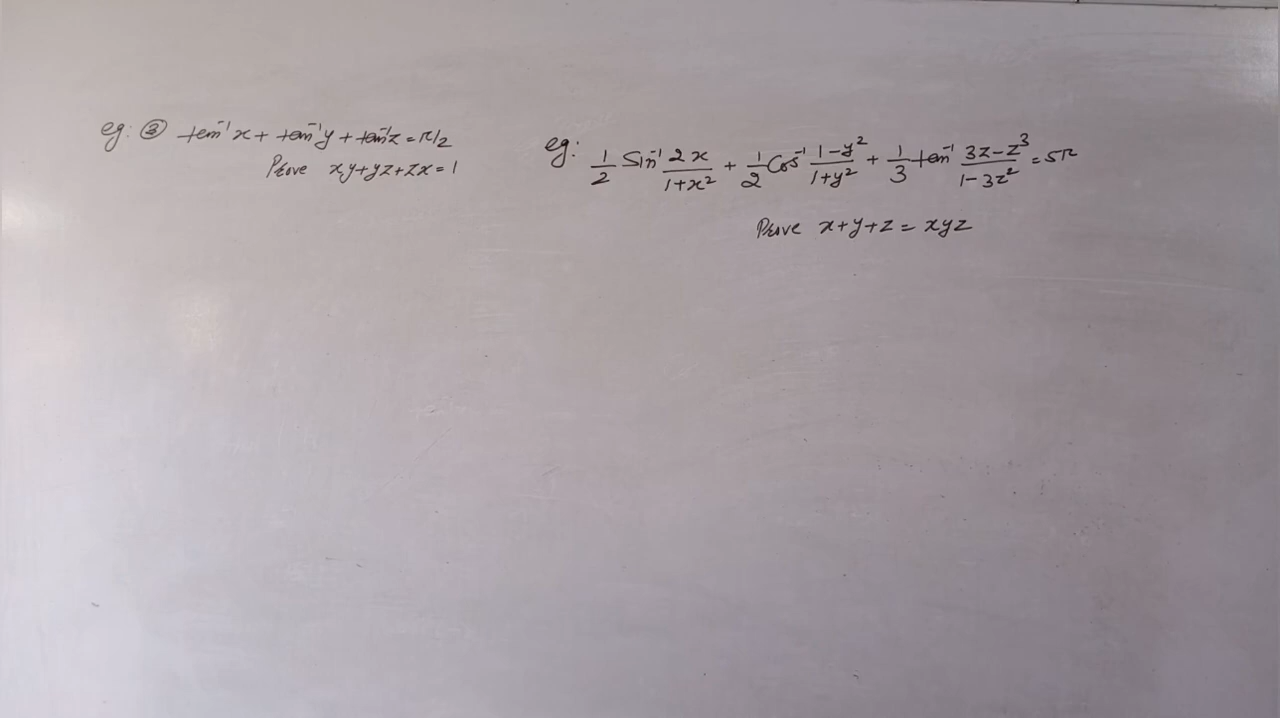 eg: ② tan⁻¹x + tan⁻¹y + tan⁻¹z = π/2
Prove xy+yz+zx=1
eg: 1/2 Sin⁻¹ 2x/(1+x²) + 1/2 Cos⁻¹ (1-y²)/(1+y²) + 1/3 tan⁻¹ (3z-z³)/(1-3z²) = 5π
Prove x+y+z = xyz